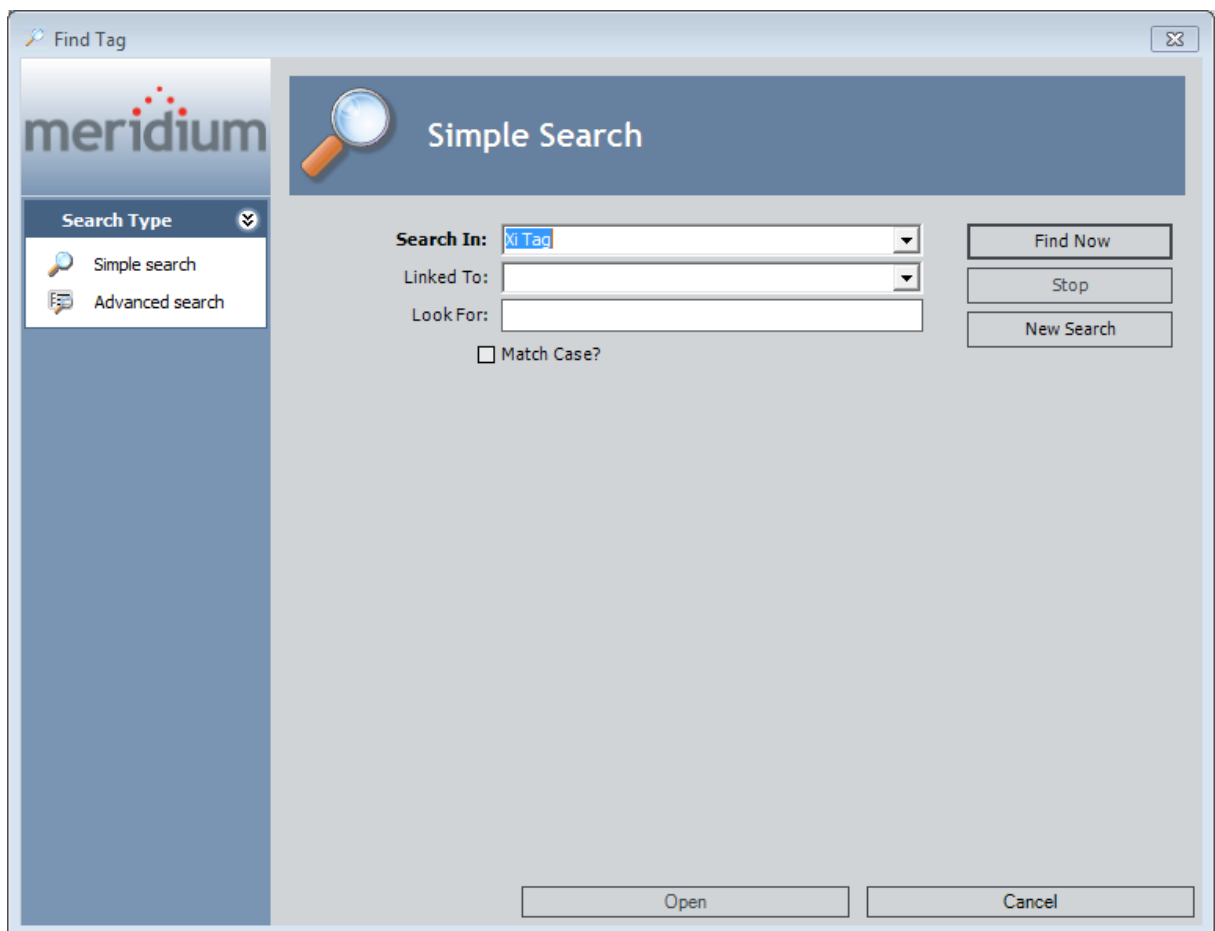 Find Tag
meridium
Simple Search
Search Type
Simple search
Advanced search
Search In: Xi Tag
Linked To:
Look For:
Match Case?
Find Now
Stop
New Search
Open
Cancel